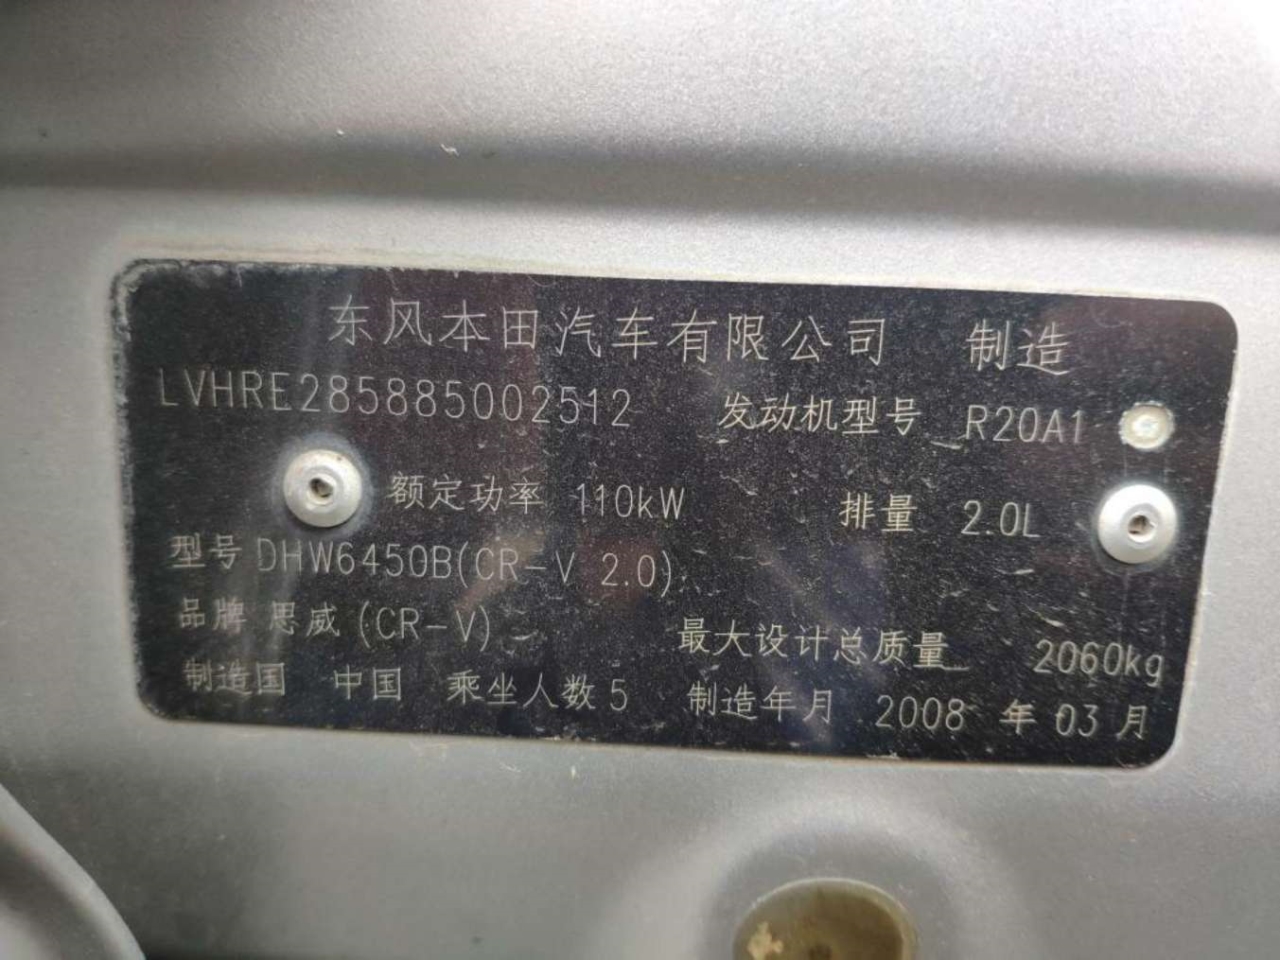 东风本田汽车有限公司 制造
LVHRE285885002512 发动机型号 R20A1
额定功率 110kW 排量 2.0L
型号 DHW6450B(CR-V 2.0)
品牌 思威(CR-V) 最大设计总质量 2060kg
制造国 中国 乘坐人数 5 制造年月 2008 年 03 月